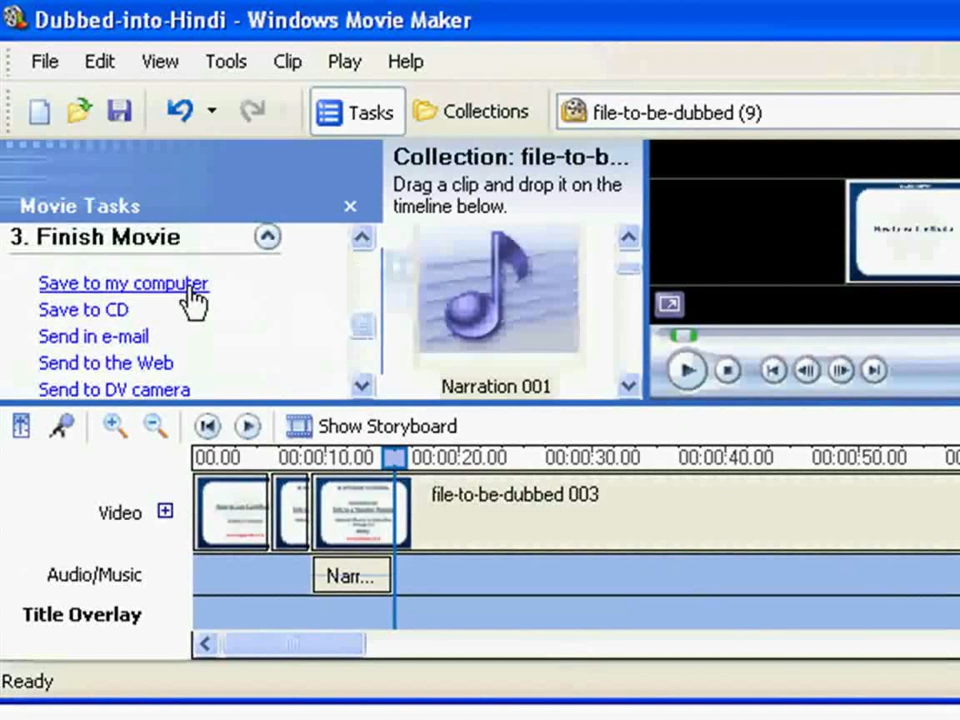 Dubbed-into-Hindi - Windows Movie Maker
File Edit View Tools Clip Play Help
Tasks Collections file-to-be-dubbed (9)
Movie Tasks
3. Finish Movie
Save to my computer
Save to CD
Send in e-mail
Send to the Web
Send to DV camera
Collection: file-to-b...
Drag a clip and drop it on the
timeline below.
Narration 001
Show Storyboard
00.00 00:00:10.00 00:00:20.00 00:00:30.00 00:00:40.00 00:00:50.00 00
Video
file-to-be-dubbed 003
Audio/Music
Narr...
Title Overlay
Ready